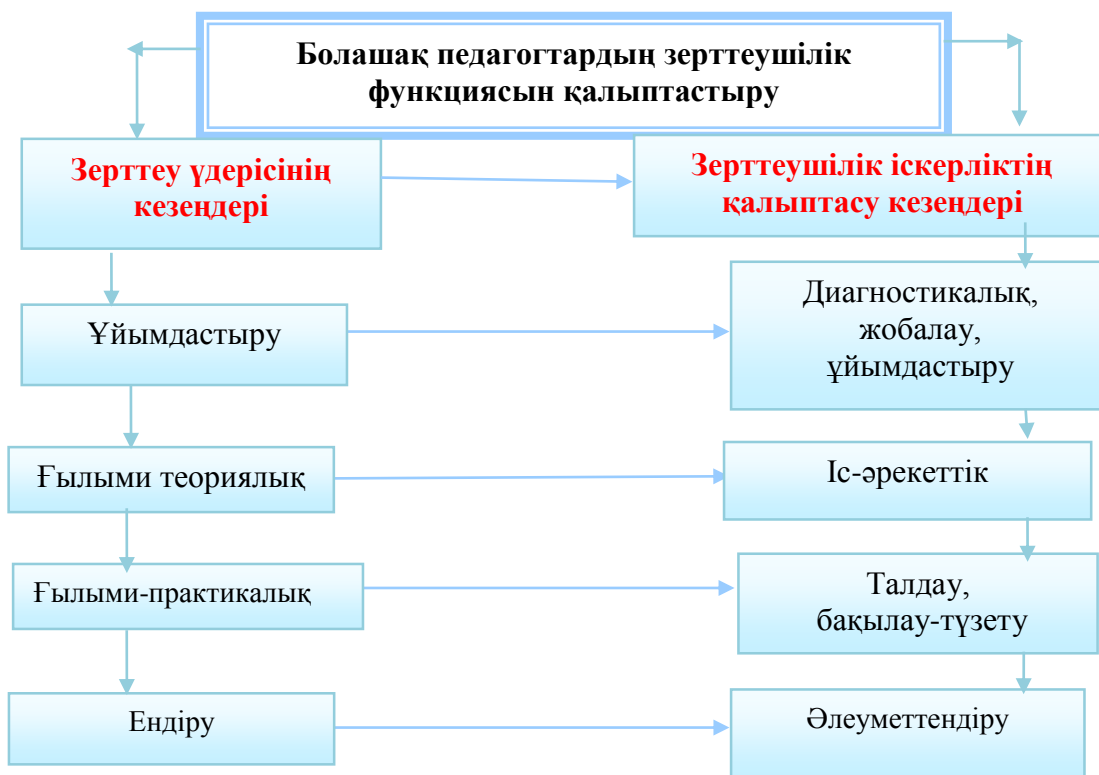 Болашақ педагогтардың зерттеушілік
функциясын қалыптастыру
Зерттеу үдерісінің
кезеңдері
Зерттеушілік іскерліктің
қалыптасу кезеңдері
Ұйымдастыру
Диагностикалық,
жобалау,
ұйымдастыру
Ғылыми теориялық
Іс-әрекеттік
Ғылыми-практикалық
Талдау,
бақылау-түзету
Ендіру
Әлеуметтендіру